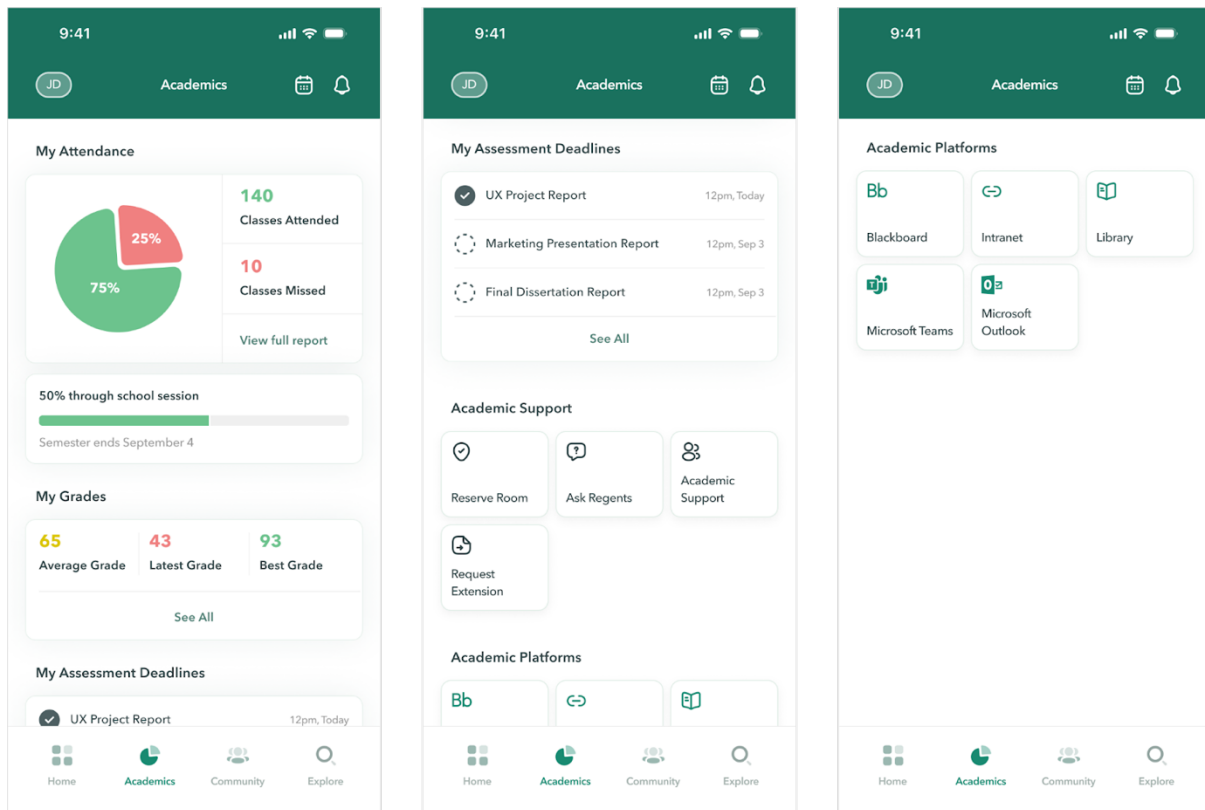 9:41
JD
Academics
My Attendance
25%
75%
140
Classes Attended
10
Classes Missed
View full report
50% through school session
Semester ends September 4
My Grades
65
Average Grade
43
Latest Grade
93
Best Grade
See All
My Assessment Deadlines
UX Project Report 12pm, Today
Home Academics Community Explore
9:41
JD
Academics
My Assessment Deadlines
UX Project Report 12pm, Today
Marketing Presentation Report 12pm, Sep 3
Final Dissertation Report 12pm, Sep 3
See All
Academic Support
Reserve Room
Ask Regents
Academic
Support
Request
Extension
Academic Platforms
Bb
Home Academics Community Explore
9:41
JD
Academics
Academic Platforms
Bb
Blackboard
Intranet
Library
Microsoft Teams
Microsoft
Outlook
Home Academics Community Explore